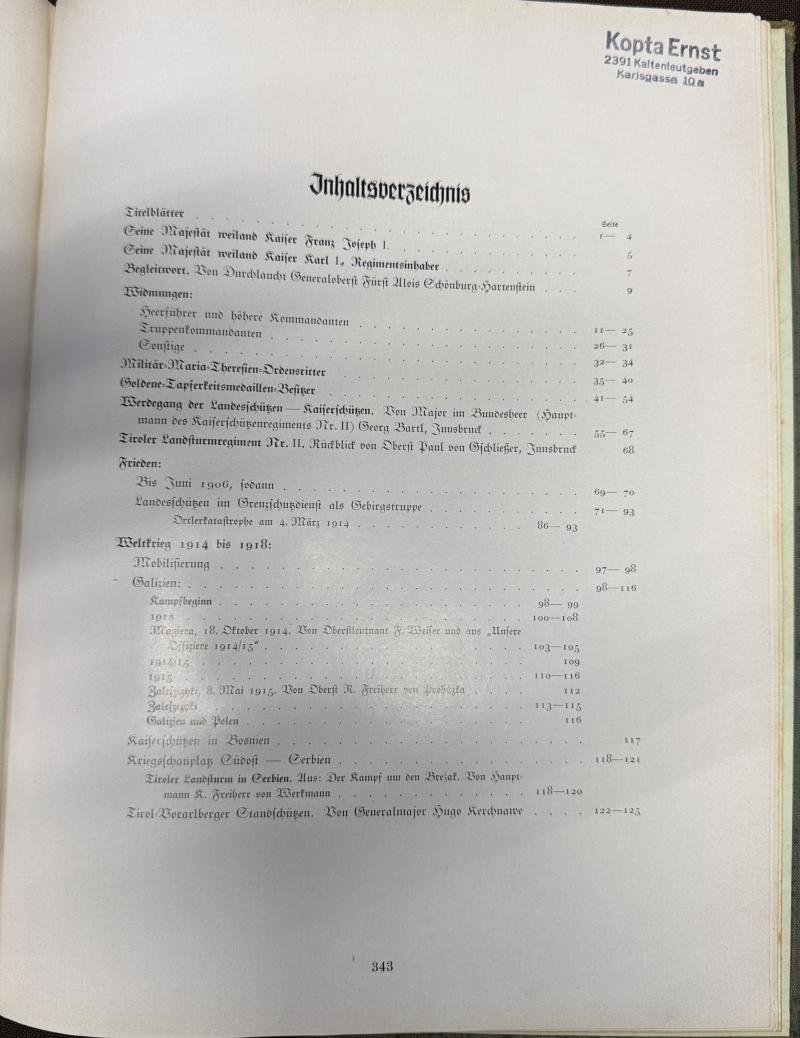 Kopta Ernst
2391 Kaltenleutgeben
Karlsgasse 10a
Inhaltsverzeichnis
Seite
Titelblätter . . . 1— 4
Seine Majestät weiland Kaiser Franz Joseph I. . . . 5
Seine Majestät weiland Kaiser Karl I., Regimentsinhaber . . . 7
Begleitwort. Von Durchlaucht Generaloberst Fürst Alois Schönburg-Hartenstein . . . 9
Widmungen:
Heerführer und höhere Kommandanten . . . 11— 25
Truppenkommandanten . . . 26— 31
Sonstige . . . 32— 34
Militär-Maria-Theresien-Ordensritter . . . 35— 40
Goldene-Tapferkeitsmedaillen-Besitzer . . . 41— 54
Werdegang der Landesschützen — Kaiserschützen. Von Major im Bundesheer (Haupt-
mann des Kaiserschützenregiments Nr. II) Georg Bartl, Innsbruck . . . 55— 67
Tiroler Landsturmregiment Nr. II. Rückblick von Oberst Paul von Gschließer, Innsbruck 68
Frieden:
Bis Juni 1906, sodann . . . 69— 70
Landesschützen im Grenzschutzdienst als Gebirgstruppe . . . 71— 93
Ortlerkatastrophe am 4. März 1914 . . . 86— 93
Weltkrieg 1914 bis 1918:
Mobilisierung . . . 97— 98
Galizien: . . . 98—116
Kampfbeginn . . . 98— 99
1914 . . . 100—108
Magiera, 18. Oktober 1914. Von Oberstleutnant F. Weiser und aus „Unsere
Offiziere 1914/15“ . . . 103—105
1914/15 . . . 109
1915 . . . 110—116
Zaleszczyki, 8. Mai 1915. Von Oberst R. Freiherr von Prohazka . . . 112
Zaleszczyki . . . 113—115
Galizien und Polen . . . 116
Kaiserschützen in Bosnien . . . 117
Kriegsschauplatz Südost — Serbien . . . 118—121
Tiroler Landsturm in Serbien. Aus: Der Kampf um den Brezak. Von Haupt-
mann K. Freiherr von Werkmann . . . 118—120
Tirol-Vorarlberger Standschützen. Von Generalmajor Hugo Kerchnawe . . . 122—125
343